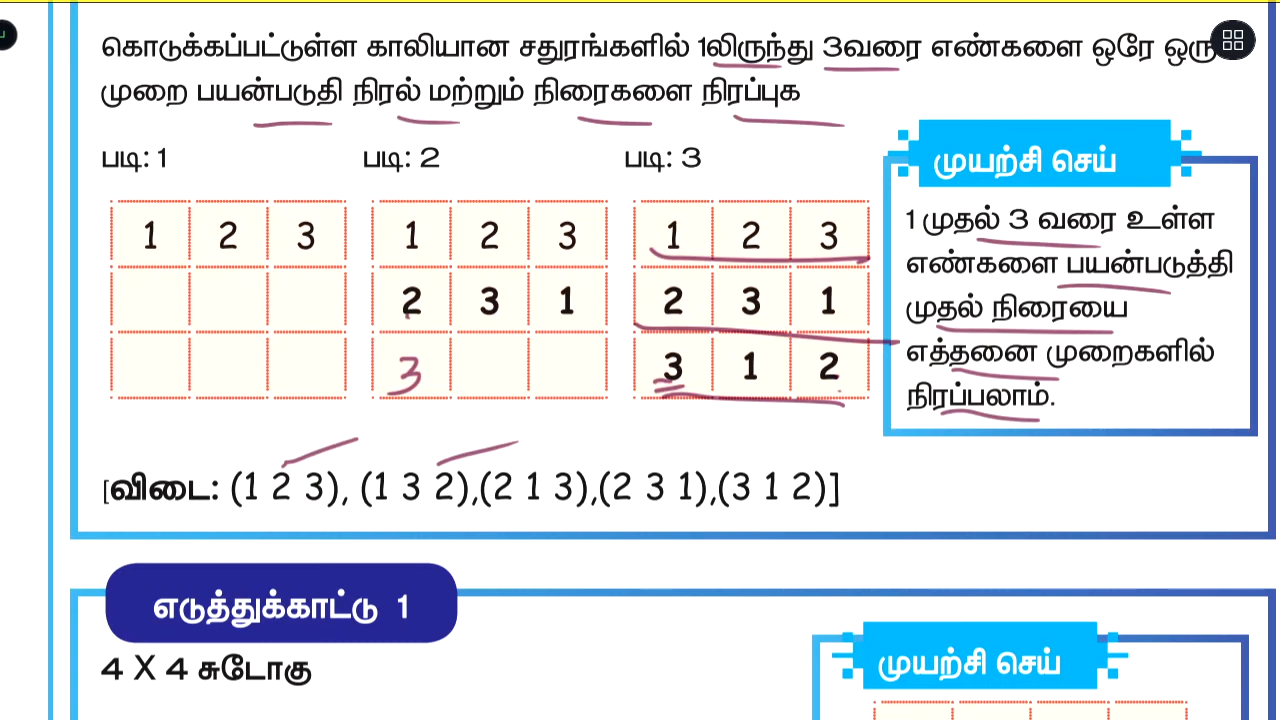 கொடுக்கப்பட்டுள்ள காலியான சதுரங்களில் 1லிருந்து 3வரை எண்களை ஒரே ஒரு
முறை பயன்படுதி நிரல் மற்றும் நிரைகளை நிரப்புக
படி: 1 படி: 2 படி: 3
1 2 3 1 2 3 1 2 3
2 3 1 2 3 1
3 3 1 2
முயற்சி செய்
1 முதல் 3 வரை உள்ள
எண்களை பயன்படுத்தி
முதல் நிரையை
எத்தனை முறைகளில்
நிரப்பலாம்.
[விடை: (1 2 3), (1 3 2),(2 1 3),(2 3 1),(3 1 2)]
எடுத்துக்காட்டு 1
4 X 4 சுடோகு
முயற்சி செய்